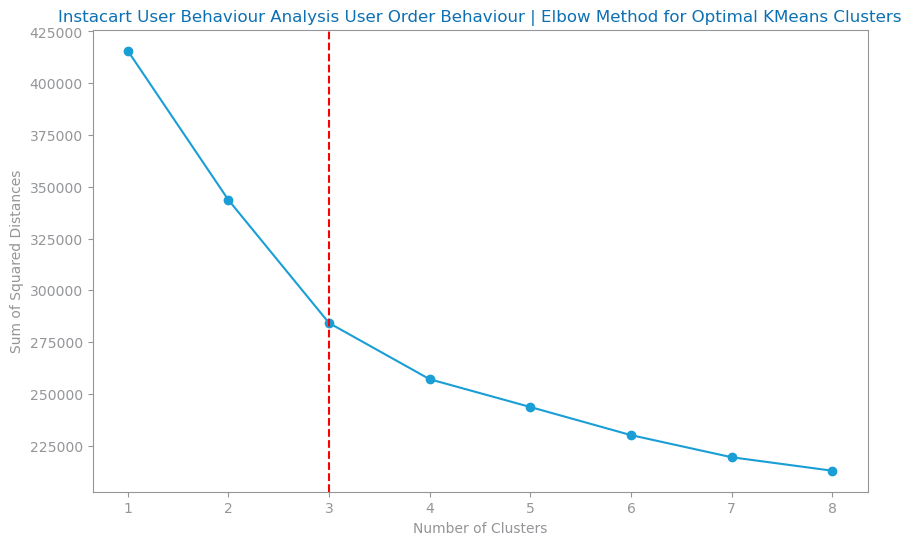 Instacart User Behaviour Analysis User Order Behaviour | Elbow Method for Optimal KMeans Clusters
425000
400000
375000
350000
325000
300000
275000
250000
225000
Sum of Squared Distances
1 2 3 4 5 6 7 8
Number of Clusters